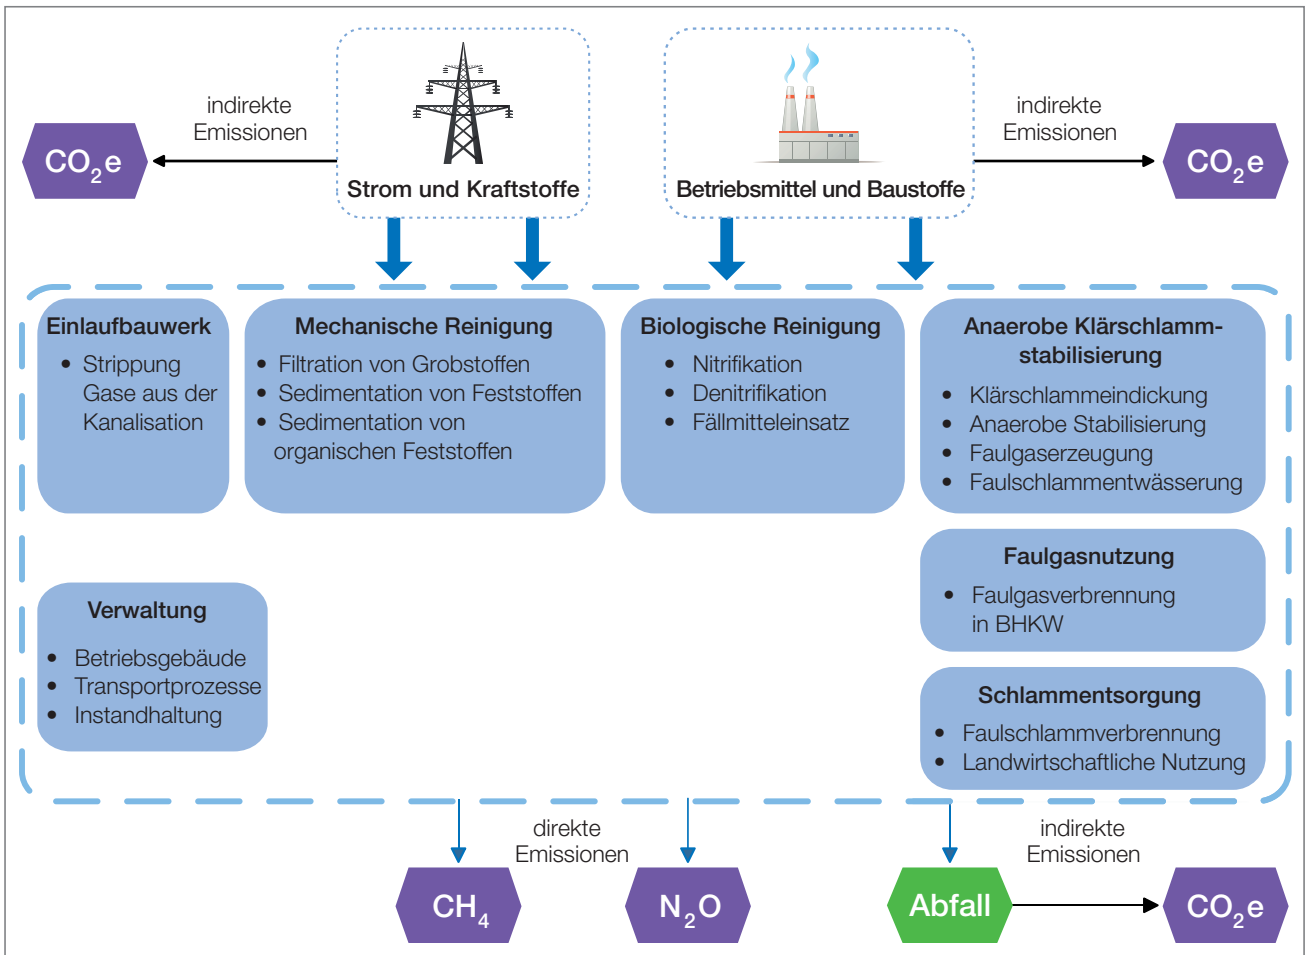 indirekte
Emissionen
CO2e
Strom und Kraftstoffe
Betriebsmittel und Baustoffe
indirekte
Emissionen
CO2e
Einlaufbauwerk
• Strippung
Gase aus der
Kanalisation
Mechanische Reinigung
• Filtration von Grobstoffen
• Sedimentation von Feststoffen
• Sedimentation von
organischen Feststoffen
Biologische Reinigung
• Nitrifikation
• Denitrifikation
• Fällmitteleinsatz
Anaerobe Klärschlamm-
stabilisierung
• Klärschlammeindickung
• Anaerobe Stabilisierung
• Faulgaserzeugung
• Faulschlammentwässerung
Faulgasnutzung
• Faulgasverbrennung
in BHKW
Verwaltung
• Betriebsgebäude
• Transportprozesse
• Instandhaltung
Schlammentsorgung
• Faulschlammverbrennung
• Landwirtschaftliche Nutzung
direkte
Emissionen
indirekte
Emissionen
CH4
N2O
Abfall
CO2e